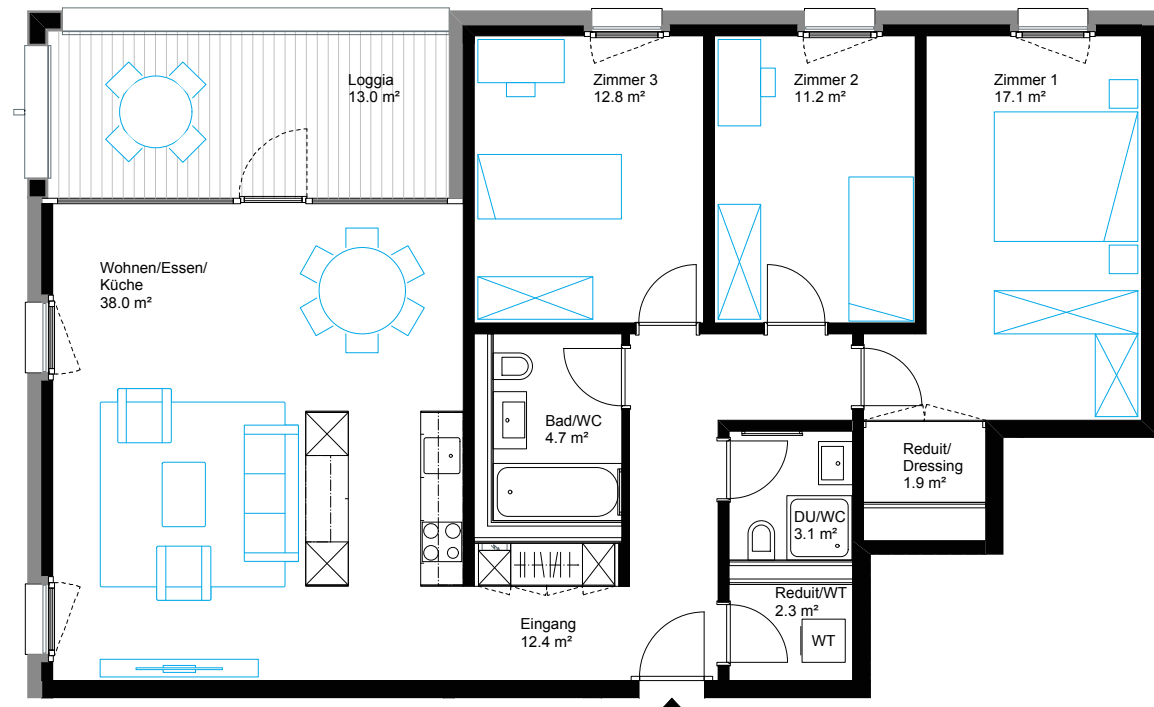 Loggia
13.0 m²
Zimmer 3
12.8 m²
Zimmer 2
11.2 m²
Zimmer 1
17.1 m²
Wohnen/Essen/
Küche
38.0 m²
Bad/WC
4.7 m²
Reduit/
Dressing
1.9 m²
DU/WC
3.1 m²
Reduit/WT
2.3 m²
WT
Eingang
12.4 m²